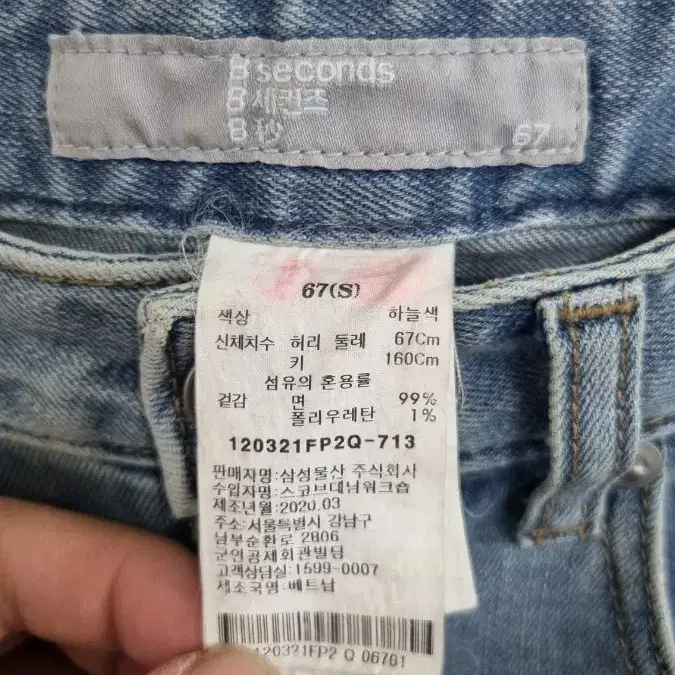 8 seconds
8 세컨즈
8 秒
67
67(S)
색상 하늘색
신체치수 허리 둘레 67Cm
키 160Cm
섬유의 혼용률
겉감 면 99%
폴리우레탄 1%
120321FP2Q-713
판매자명:삼성물산 주식회사
수입자명:스코브데님워크숍
제조년월:2020.03
주소:서울특별시 강남구
남부순환로 2806
군인공제회관빌딩
고객상담실:1599-0007
제조국명:베트남
120321FP2 Q 06701